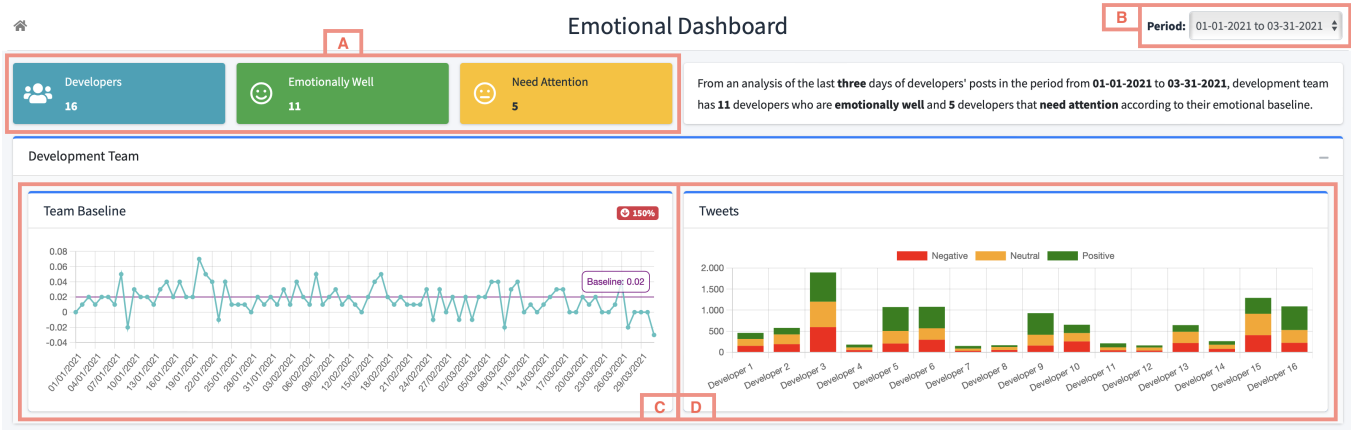 Emotional Dashboard
B
Period: 01-01-2021 to 03-31-2021
A
Developers
16
Emotionally Well
11
Need Attention
5
From an analysis of the last three days of developers' posts in the period from 01-01-2021 to 03-31-2021, development team
has 11 developers who are emotionally well and 5 developers that need attention according to their emotional baseline.
Development Team
Team Baseline
150%
0.08
0.06
0.04
0.02
0
-0.02
-0.04
Baseline: 0.02
01/01/2021
04/01/2021
07/01/2021
10/01/2021
13/01/2021
16/01/2021
19/01/2021
22/01/2021
25/01/2021
28/01/2021
31/01/2021
03/02/2021
06/02/2021
09/02/2021
12/02/2021
15/02/2021
18/02/2021
21/02/2021
24/02/2021
27/02/2021
02/03/2021
05/03/2021
08/03/2021
11/03/2021
14/03/2021
17/03/2021
20/03/2021
23/03/2021
26/03/2021
29/03/2021
C
Tweets
Negative Neutral Positive
2.000
1.500
1.000
500
0
Developer 1
Developer 2
Developer 3
Developer 4
Developer 5
Developer 6
Developer 7
Developer 8
Developer 9
Developer 10
Developer 11
Developer 12
Developer 13
Developer 14
Developer 15
Developer 16
D